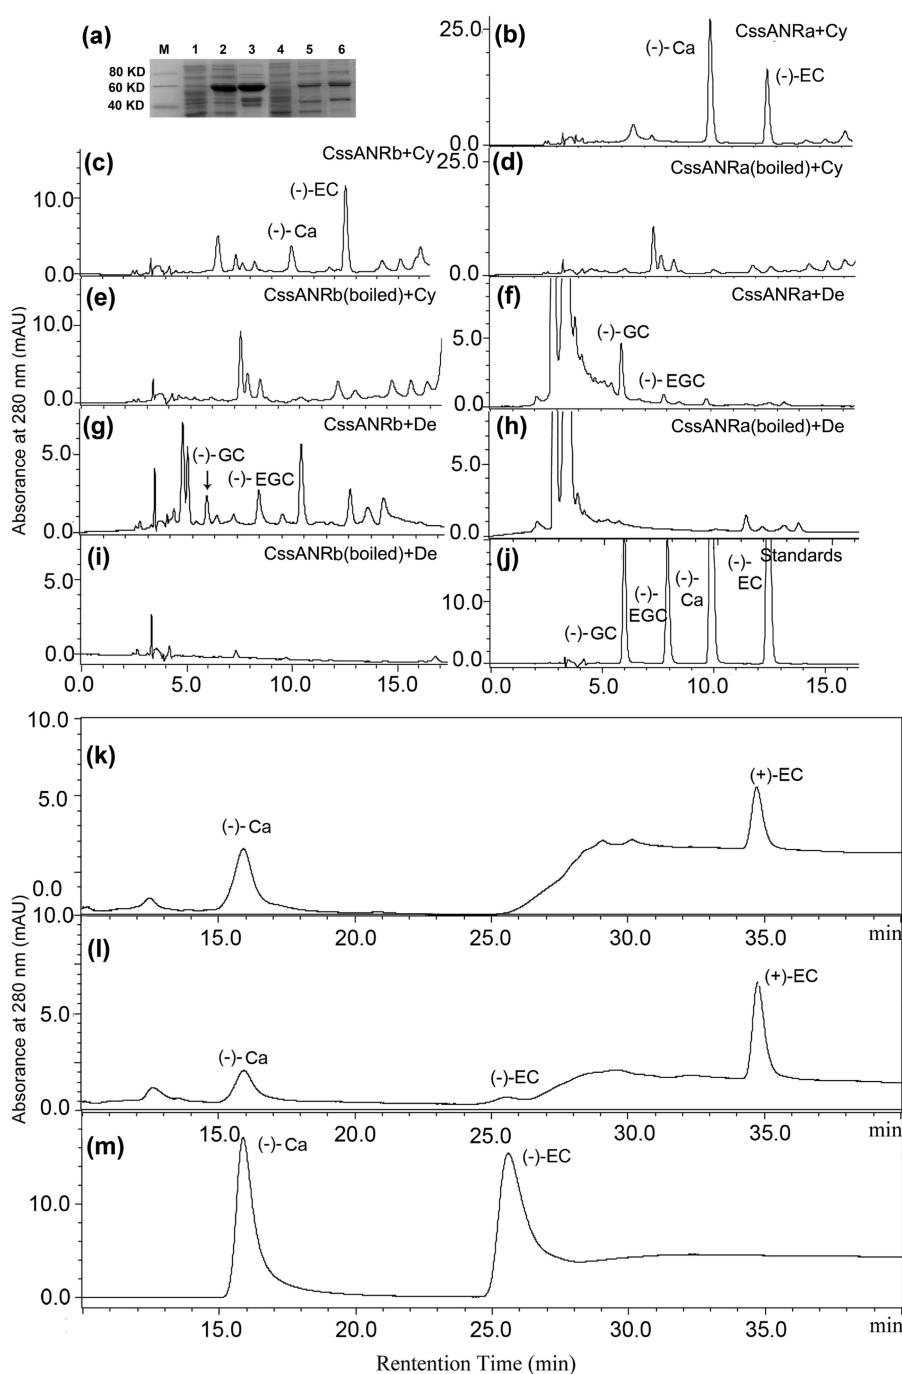 (a)
M 1 2 3 4 5 6
80 KD
60 KD
40 KD
(b)
CssANRa+Cy
25.0
(-)-Ca
(-)-EC
0.0
(c)
CssANRb+Cy
10.0
(-)-EC
(-)-Ca
0.0
(d)
CssANRa(boiled)+Cy
25.0
0.0
(e)
CssANRb(boiled)+Cy
10.0
0.0
(f)
CssANRa+De
5.0
(-)-GC
(-)-EGC
0.0
(g)
CssANRb+De
5.0
(-)-GC
(-)-EGC
0.0
(h)
CssANRa(boiled)+De
5.0
0.0
(i)
CssANRb(boiled)+De
5.0
0.0
0.0 5.0 10.0 15.0
(j)
Standards
10.0
(-)-GC
(-)-
EGC
(-)-
Ca
(-)-
EC
0.0
0.0 5.0 10.0 15.0
Absorance at 280 nm (mAU)
10.0
(k)
5.0
(-)-Ca
(+)-EC
0.0
15.0 20.0 25.0 30.0 35.0 min
10.0
(l)
5.0
(-)-Ca
(-)-EC
(+)-EC
0.0
15.0 20.0 25.0 30.0 35.0 min
(m)
(-)-Ca
(-)-EC
10.0
0.0
15.0 20.0 25.0 30.0 35.0 min
Absorance at 280 nm (mAU)
Rentention Time (min)